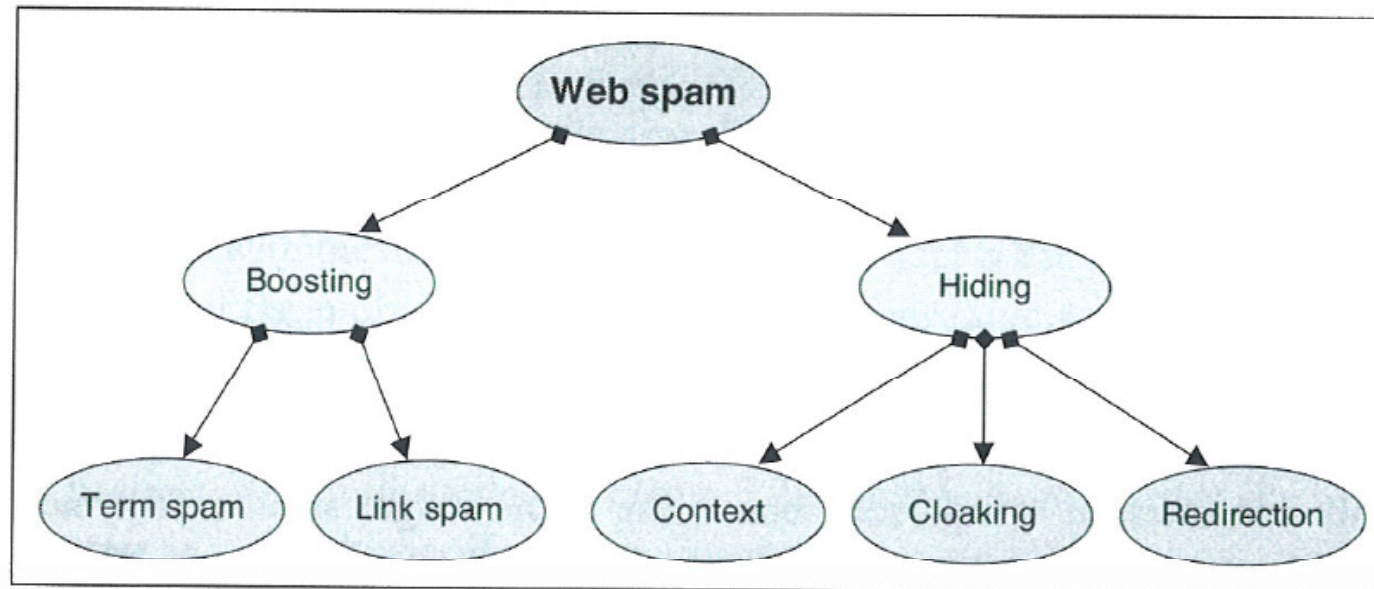 Web spam
Boosting
Hiding
Term spam
Link spam
Context
Cloaking
Redirection